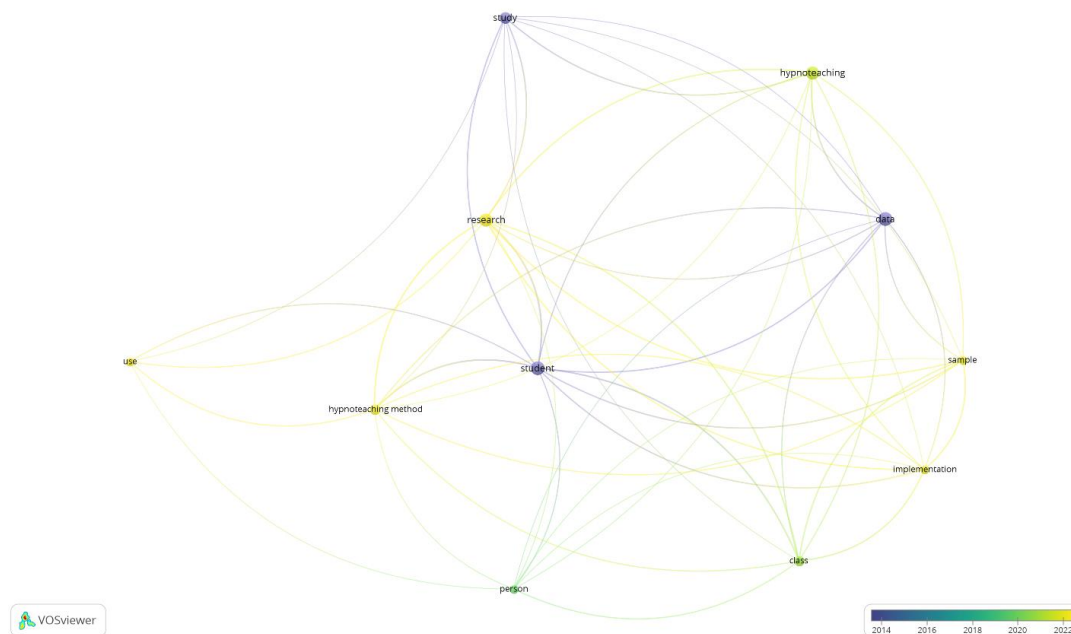 study
hypnoteaching
research
data
use
student
sample
hypnoteaching method
implementation
class
person
VOSviewer
2014 2016 2018 2020 2022